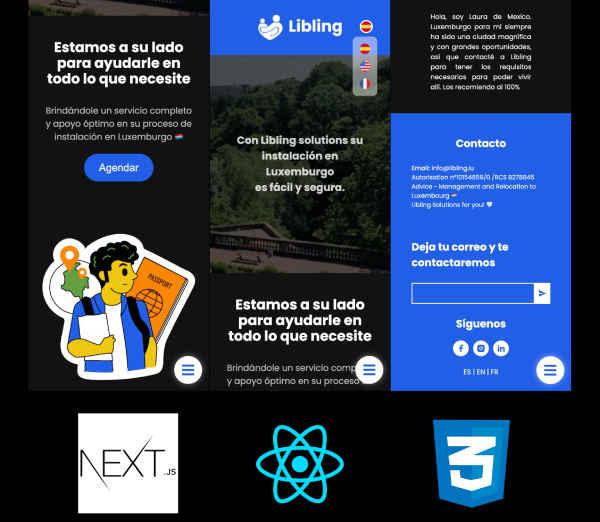 Estamos a su lado
para ayudarle en
todo lo que necesite
Brindándole un servicio completo
y apoyo óptimo en su proceso de
instalación en Luxemburgo 🇱🇺
Agendar
PASSPORT
Libling
Con Libling solutions su
instalación en
Luxemburgo
es fácil y segura.
Estamos a su lado
para ayudarle en
todo lo que necesite
Brindándole un servicio comp
y apoyo óptimo en su proceso
Hola, soy Laura de Mexico.
Luxemburgo para mi siempre
ha sido una ciudad magnífica
y con grandes oportunidades,
asi que contacté a Libling
para tener los requisitos
necesarios para poder vivir
allí. Los recomiendo al 100%
Contacto
Email: info@libling.lu
Autorisation n°10154859/0 /RCS B278845
Advice - Management and Relocation to
Luxembourg 🇱🇺
Libling Solutions for you! 🤍
Deja tu correo y te
contactaremos
Síguenos
ES | EN | FR
NEXT.JS
3